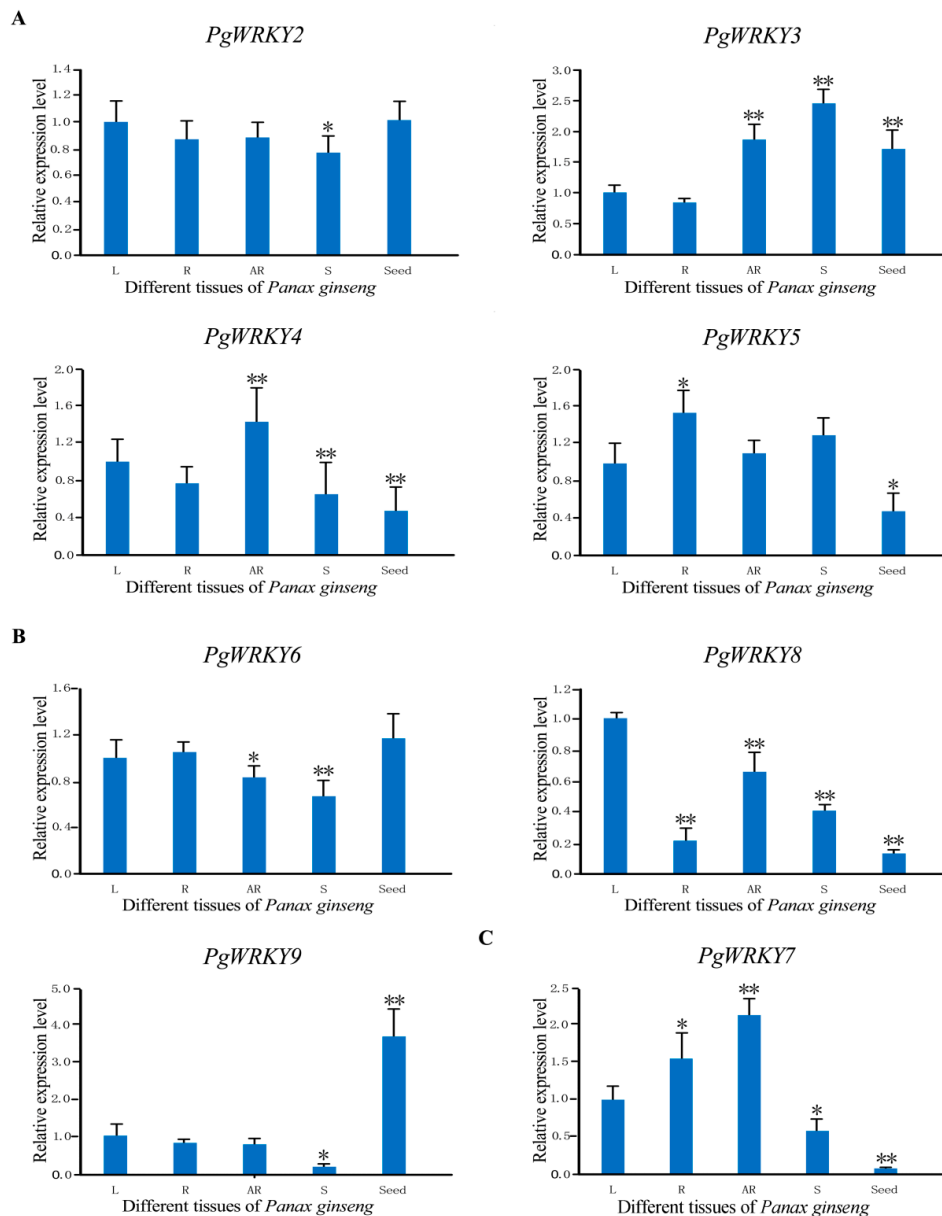 A
PgWRKY2
Relative expression level
1.4
1.2
1.0
0.8
0.6
0.4
0.2
0.0
*
L R AR S Seed
Different tissues of Panax ginseng
PgWRKY3
Relative expression level
3.0
2.5
2.0
1.5
1.0
0.5
0.0
** ** **
L R AR S Seed
Different tissues of Panax ginseng
PgWRKY4
Relative expression level
2.0
1.6
1.2
0.8
0.4
0.0
** ** **
L R AR S Seed
Different tissues of Panax ginseng
PgWRKY5
Relative expression level
2.0
1.6
1.2
0.8
0.4
0.0
* *
L R AR S Seed
Different tissues of Panax ginseng
B
PgWRKY6
Relative expression level
1.6
1.2
0.8
0.4
0.0
* **
L R AR S Seed
Different tissues of Panax ginseng
PgWRKY8
Relative expression level
1.2
1.0
0.8
0.6
0.4
0.2
0.0
** ** ** **
L R AR S Seed
Different tissues of Panax ginseng
PgWRKY9
Relative expression level
5.0
4.0
3.0
2.0
1.0
0.0
* **
L R AR S Seed
Different tissues of Panax ginseng
C
PgWRKY7
Relative expression level
2.5
2.0
1.5
1.0
0.5
0.0
* ** * **
L R AR S Seed
Different tissues of Panax ginseng